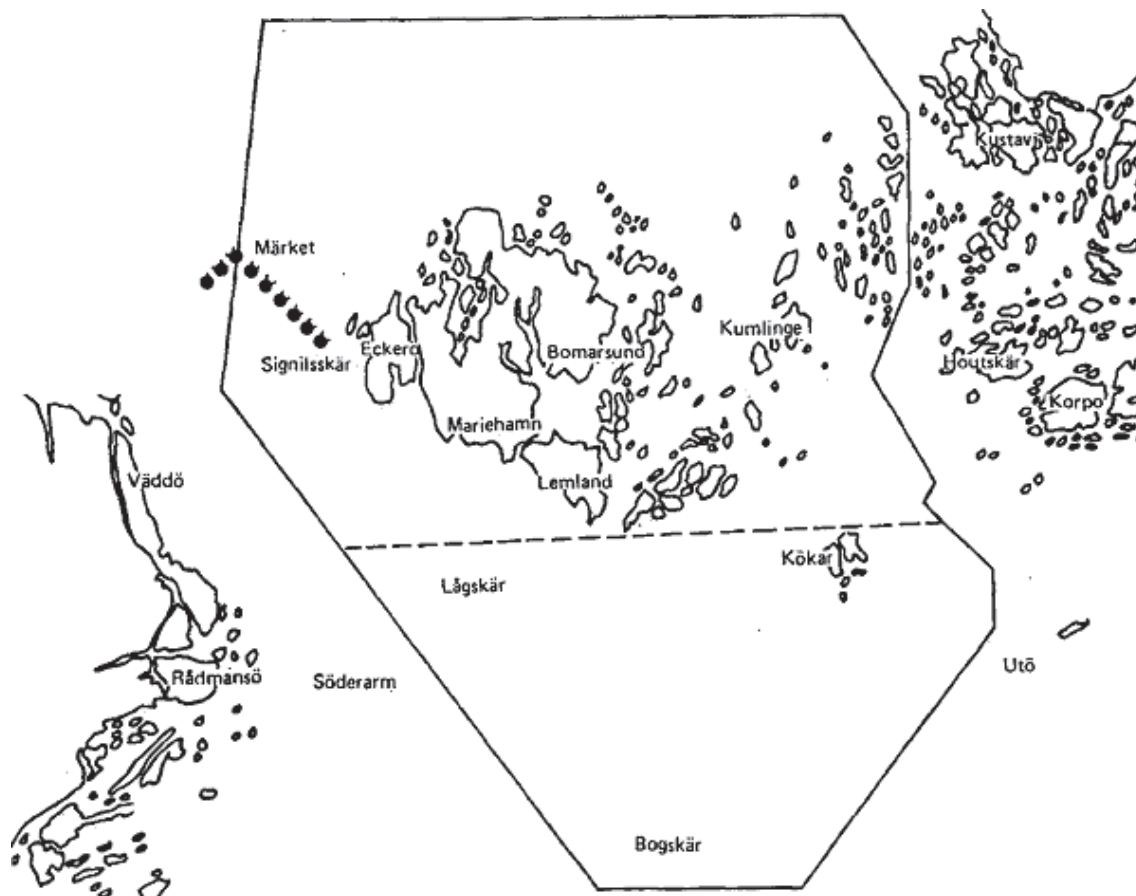 Kustavi
Märket
Kumlinge
Signilsskär
Eckerö
Bomarsund
Houtskär
Korpo
Mariehamn
Väddö
Lemland
Kökar
Lågskär
Rådmansö
Söderarm
Utö
Bogskär